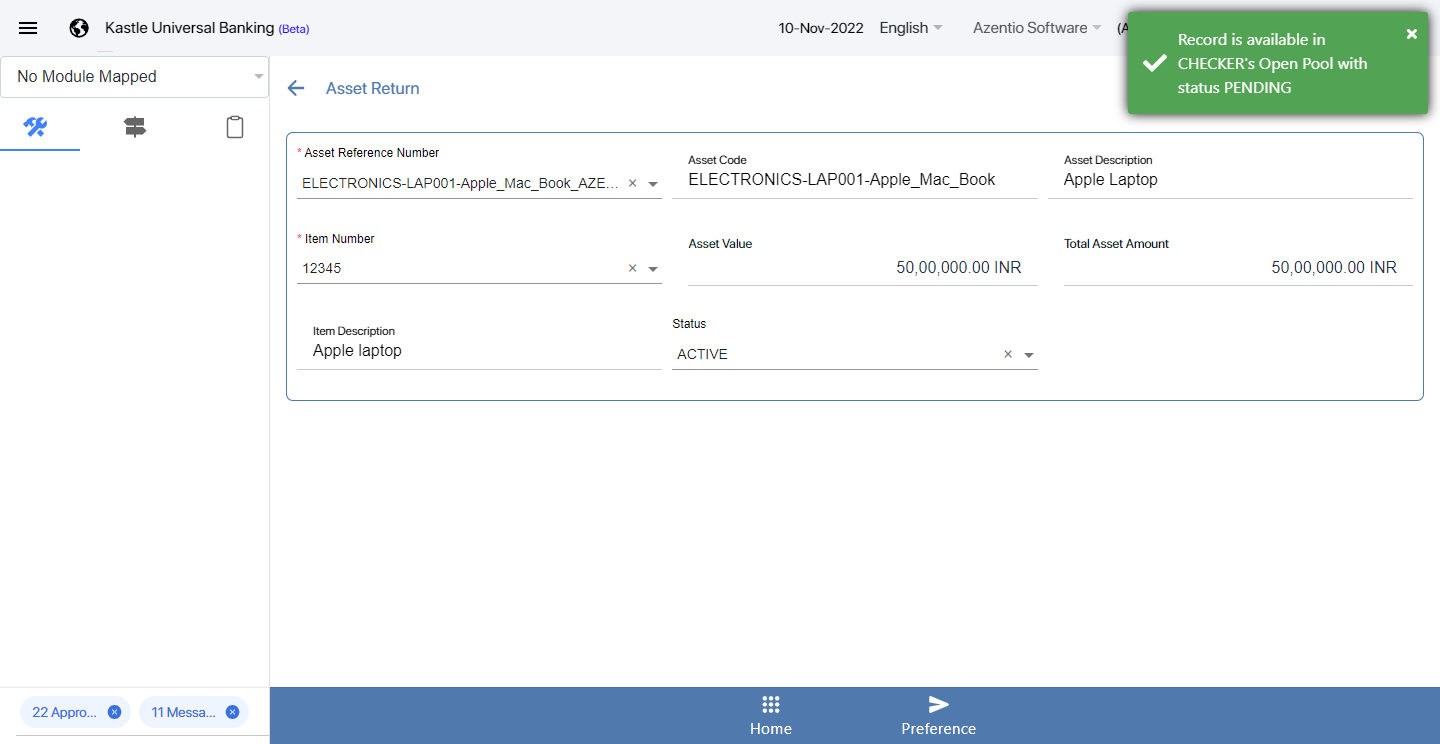 Kastle Universal Banking (Beta)
10-Nov-2022
English
Azentio Software
(A
Record is available in
CHECKER's Open Pool with
status PENDING
No Module Mapped
Asset Return
* Asset Reference Number
ELECTRONICS-LAP001-Apple_Mac_Book_AZE...
Asset Code
ELECTRONICS-LAP001-Apple_Mac_Book
Asset Description
Apple Laptop
* Item Number
12345
Asset Value
50,00,000.00 INR
Total Asset Amount
50,00,000.00 INR
Item Description
Apple laptop
Status
ACTIVE
22 Appro...
11 Messa...
Home
Preference